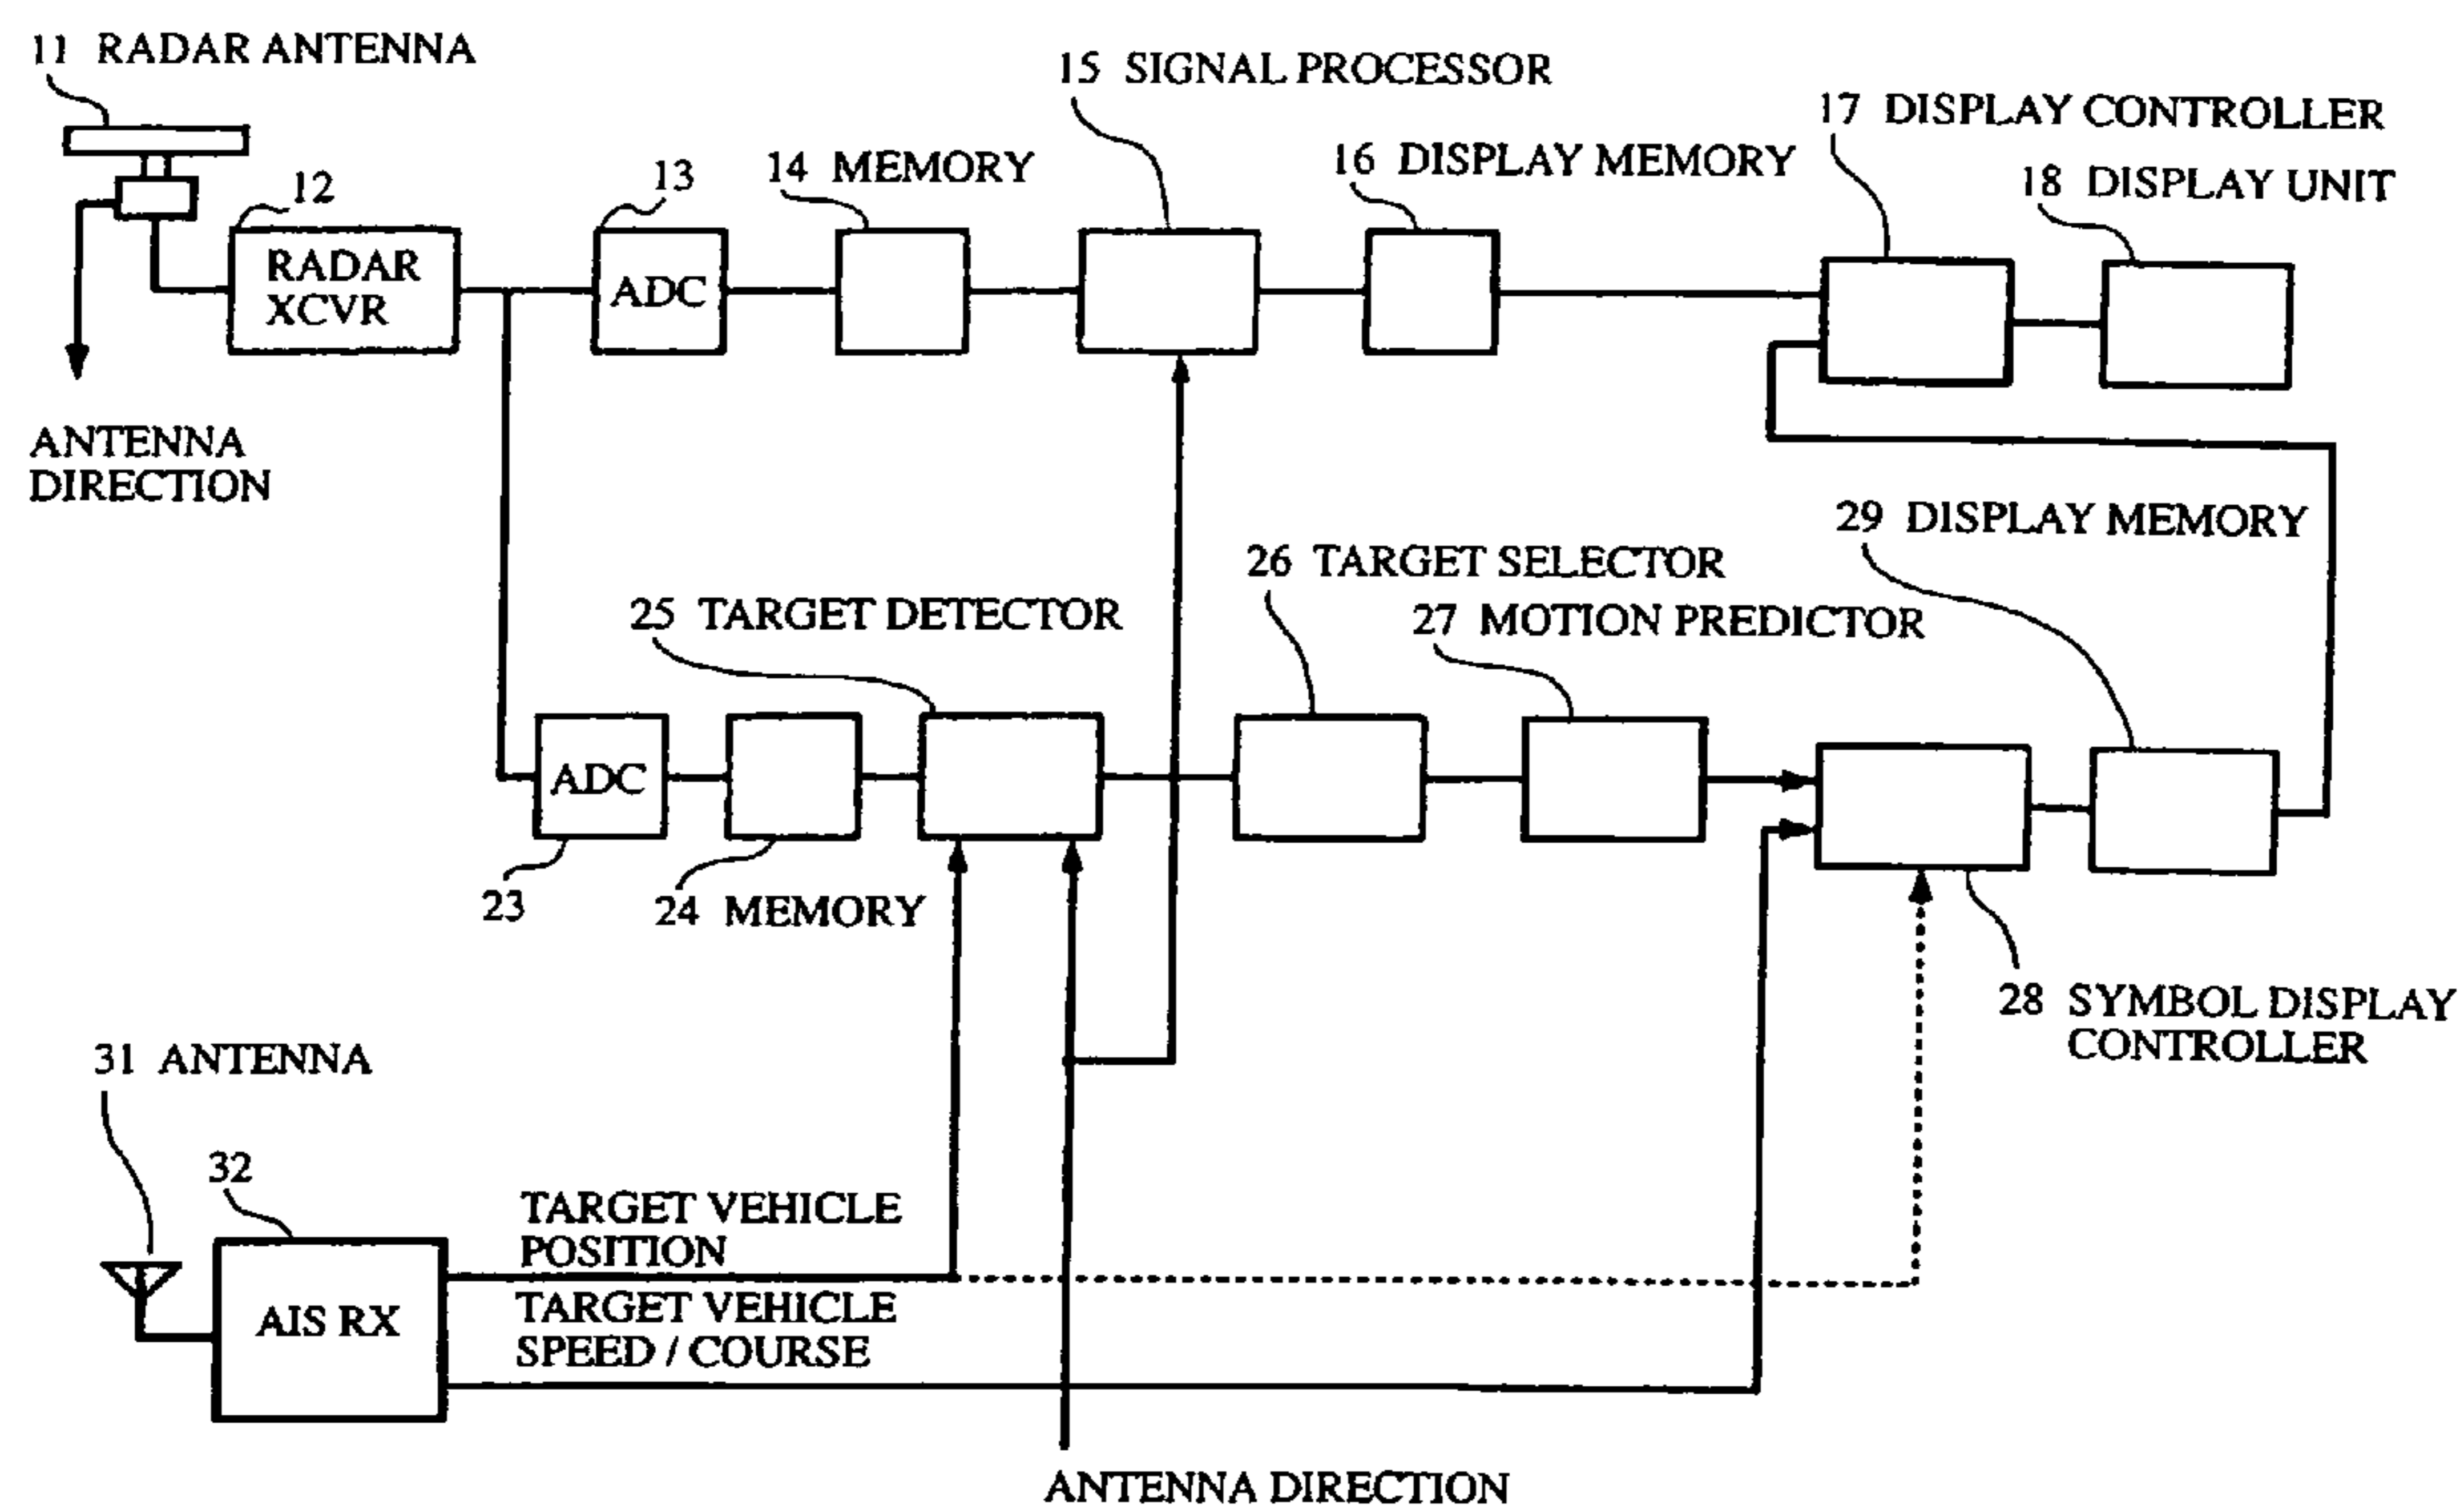 11 RADAR ANTENNA
15 SIGNAL PROCESSOR
17 DISPLAY CONTROLLER
14 MEMORY
16 DISPLAY MEMORY
18 DISPLAY UNIT
12
13
RADAR
XCVR
ADC
ANTENNA
DIRECTION
29 DISPLAY MEMORY
26 TARGET SELECTOR
25 TARGET DETECTOR
27 MOTION PREDICTOR
ADC
23
24 MEMORY
28 SYMBOL DISPLAY
CONTROLLER
31 ANTENNA
32
TARGET VEHICLE
POSITION
AIS RX
TARGET VEHICLE
SPEED / COURSE
ANTENNA DIRECTION